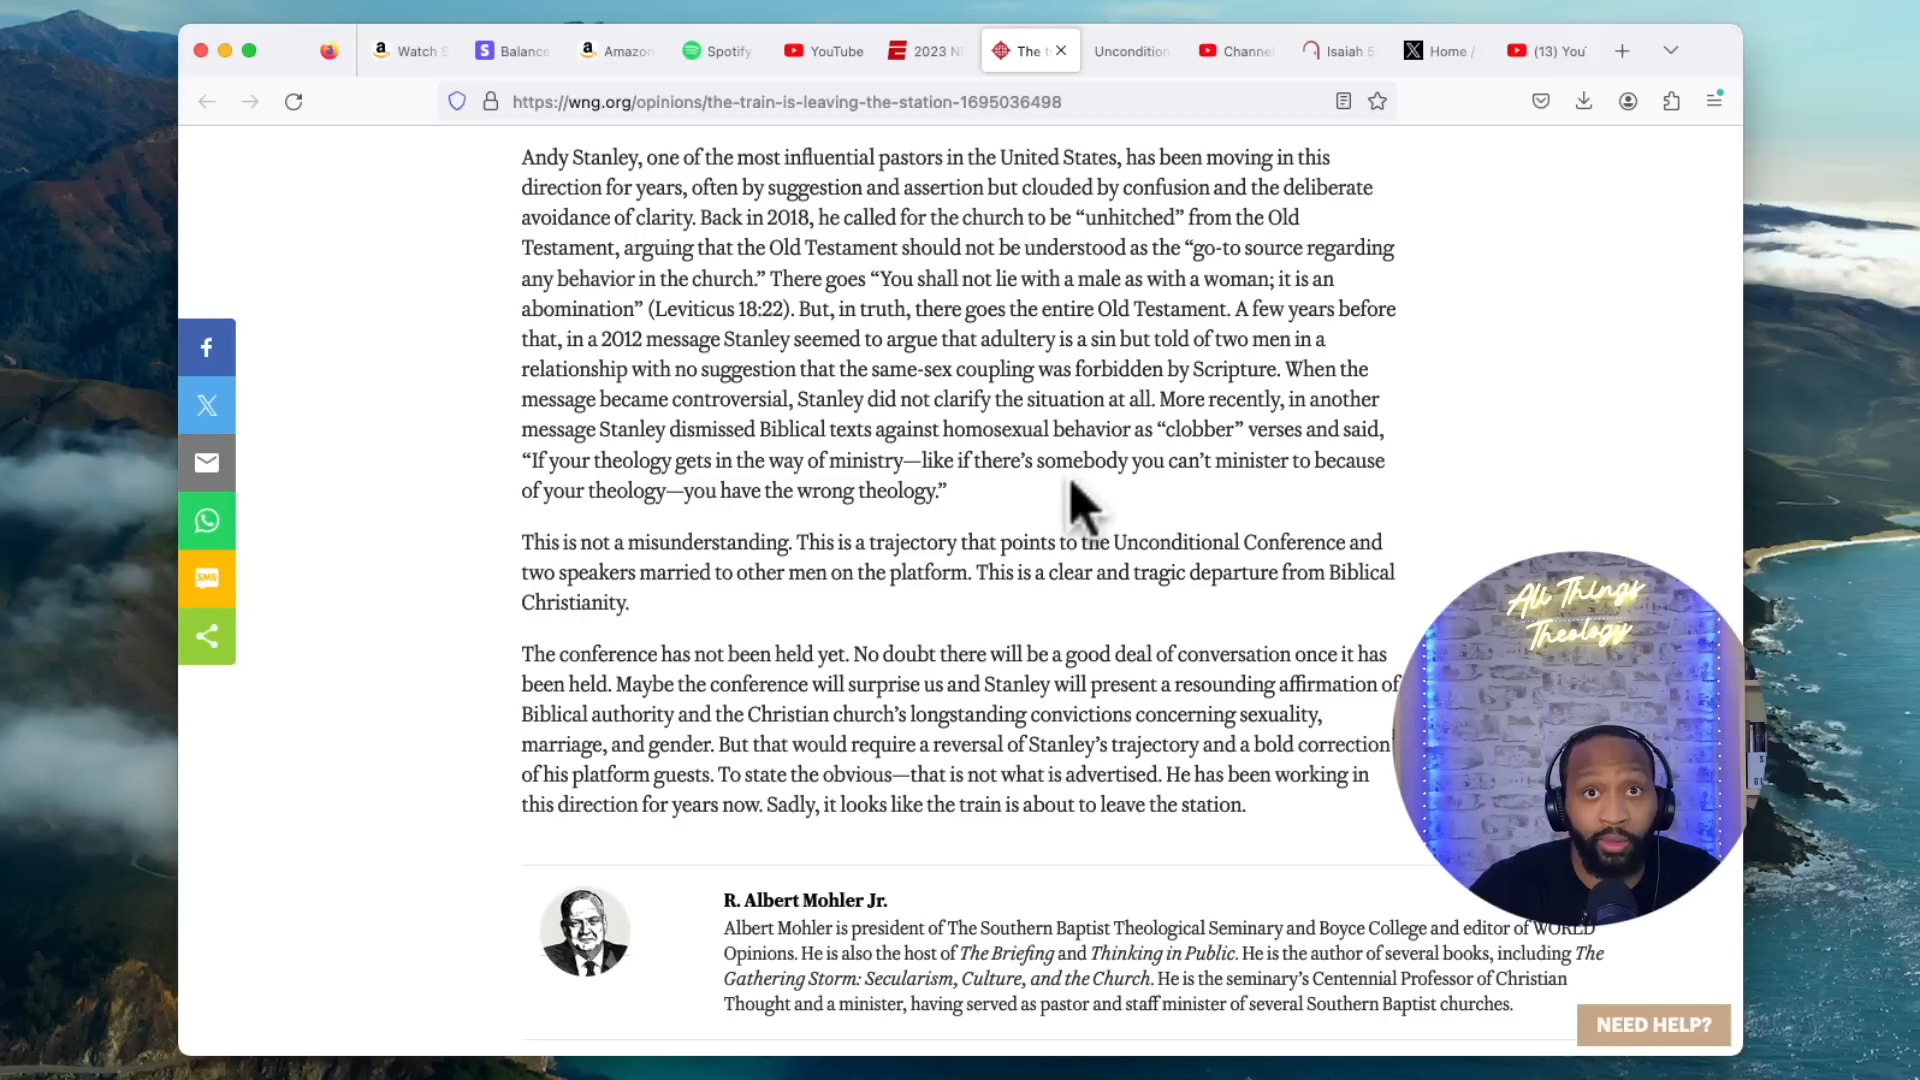 Watch S
Balance
Amazon
Spotify
YouTube
2023 NF
The t
Uncondition
Channel
Isaiah 5
Home /
(13) You
https://wng.org/opinions/the-train-is-leaving-the-station-1695036498
Andy Stanley, one of the most influential pastors in the United States, has been moving in this
direction for years, often by suggestion and assertion but clouded by confusion and the deliberate
avoidance of clarity. Back in 2018, he called for the church to be “unhitched” from the Old
Testament, arguing that the Old Testament should not be understood as the “go-to source regarding
any behavior in the church.” There goes “You shall not lie with a male as with a woman; it is an
abomination” (Leviticus 18:22). But, in truth, there goes the entire Old Testament. A few years before
that, in a 2012 message Stanley seemed to argue that adultery is a sin but told of two men in a
relationship with no suggestion that the same-sex coupling was forbidden by Scripture. When the
message became controversial, Stanley did not clarify the situation at all. More recently, in another
message Stanley dismissed Biblical texts against homosexual behavior as “clobber” verses and said,
“If your theology gets in the way of ministry—like if there’s somebody you can’t minister to because
of your theology—you have the wrong theology.”
This is not a misunderstanding. This is a trajectory that points to the Unconditional Conference and
two speakers married to other men on the platform. This is a clear and tragic departure from Biblical
Christianity.
The conference has not been held yet. No doubt there will be a good deal of conversation once it has
been held. Maybe the conference will surprise us and Stanley will present a resounding affirmation of
Biblical authority and the Christian church’s longstanding convictions concerning sexuality,
marriage, and gender. But that would require a reversal of Stanley’s trajectory and a bold correction
of his platform guests. To state the obvious—that is not what is advertised. He has been working in
this direction for years now. Sadly, it looks like the train is about to leave the station.
SMS
All Things
Theology
R. Albert Mohler Jr.
Albert Mohler is president of The Southern Baptist Theological Seminary and Boyce College and editor of WORLD
Opinions. He is also the host of The Briefing and Thinking in Public. He is the author of several books, including The
Gathering Storm: Secularism, Culture, and the Church. He is the seminary’s Centennial Professor of Christian
Thought and a minister, having served as pastor and staff minister of several Southern Baptist churches.
NEED HELP?